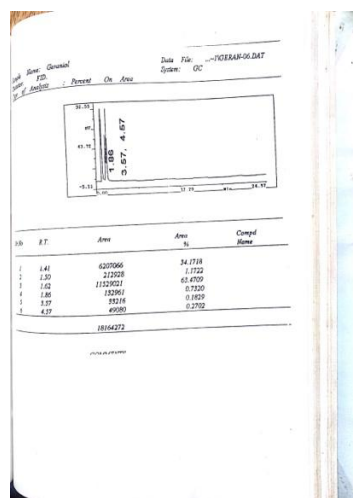 Sample Name: Geranial
Detector: FID.
Type of Analysis : Percent On Area
Data File: ...~1\GERAN-06.DAT
System: GC
1.86
3.57, 4.57
R.T. Area Area % Compd Name
1 1.41 6207066 34.1718
2 1.50 212928 1.1722
3 1.62 11529021 63.4709
4 1.86 132961 0.7320
5 3.57 33216 0.1829
6 4.57 49080 0.2702
18164272